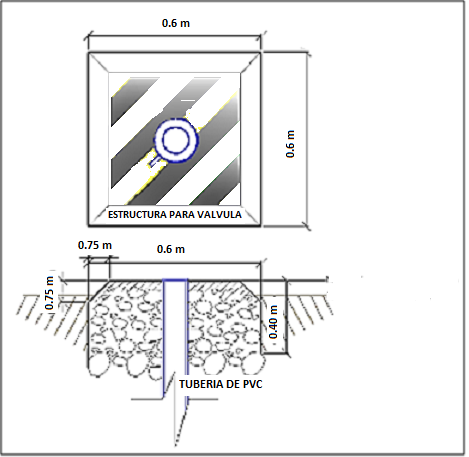 0.6 m
0.6 m
ESTRUCTURA PARA VALVULA
0.75 m
0.6 m
0.75 m
0.40 m
TUBERIA DE PVC